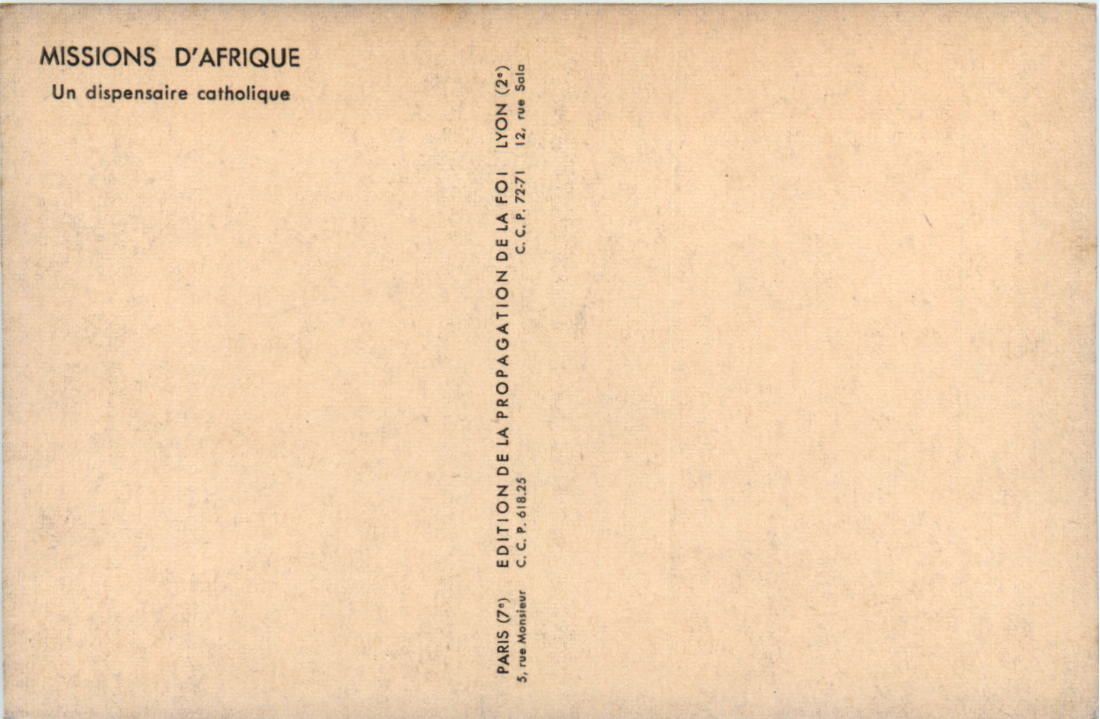 MISSIONS D'AFRIQUE
Un dispensaire catholique
PARIS (7e) EDITION DE LA PROPAGATION DE LA FOI LYON (2e)
5, rue Monsieur C. C. P. 618.25 C. C. P. 72-71 12, rue Sala